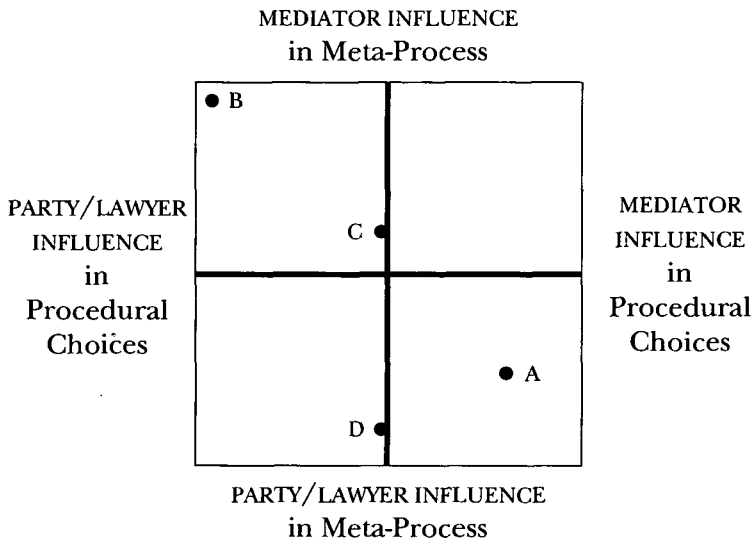 MEDIATOR INFLUENCE
in Meta-Process
B
PARTY/LAWYER
INFLUENCE
in
Procedural
Choices
C
MEDIATOR
INFLUENCE
in
Procedural
Choices
A
D
PARTY/LAWYER INFLUENCE
in Meta-Process